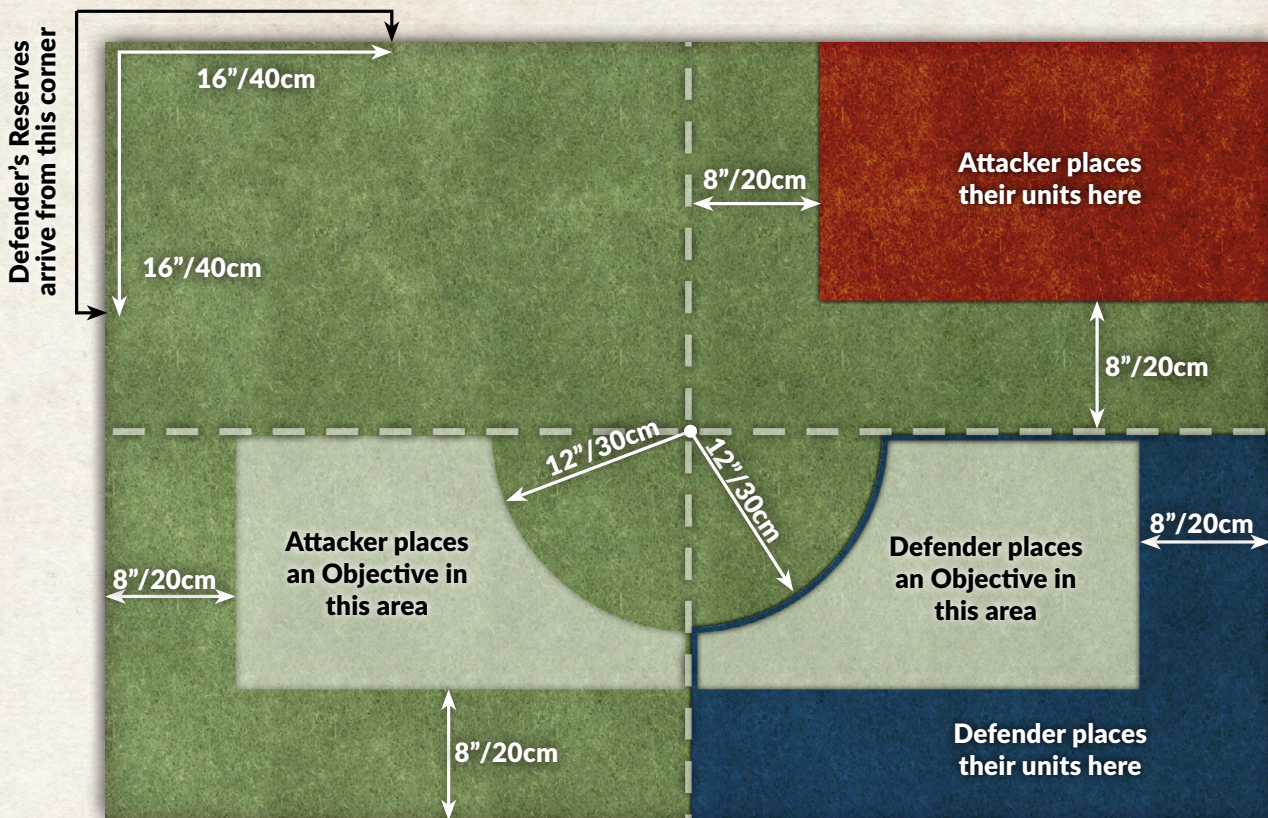 Defender’s Reserves
arrive from this corner
16”/40cm
16”/40cm
8”/20cm
Attacker places
their units here
8”/20cm
12”/30cm
12”/30cm
8”/20cm
Attacker places
an Objective in
this area
8”/20cm
Defender places
an Objective in
this area
8”/20cm
Defender places
their units here